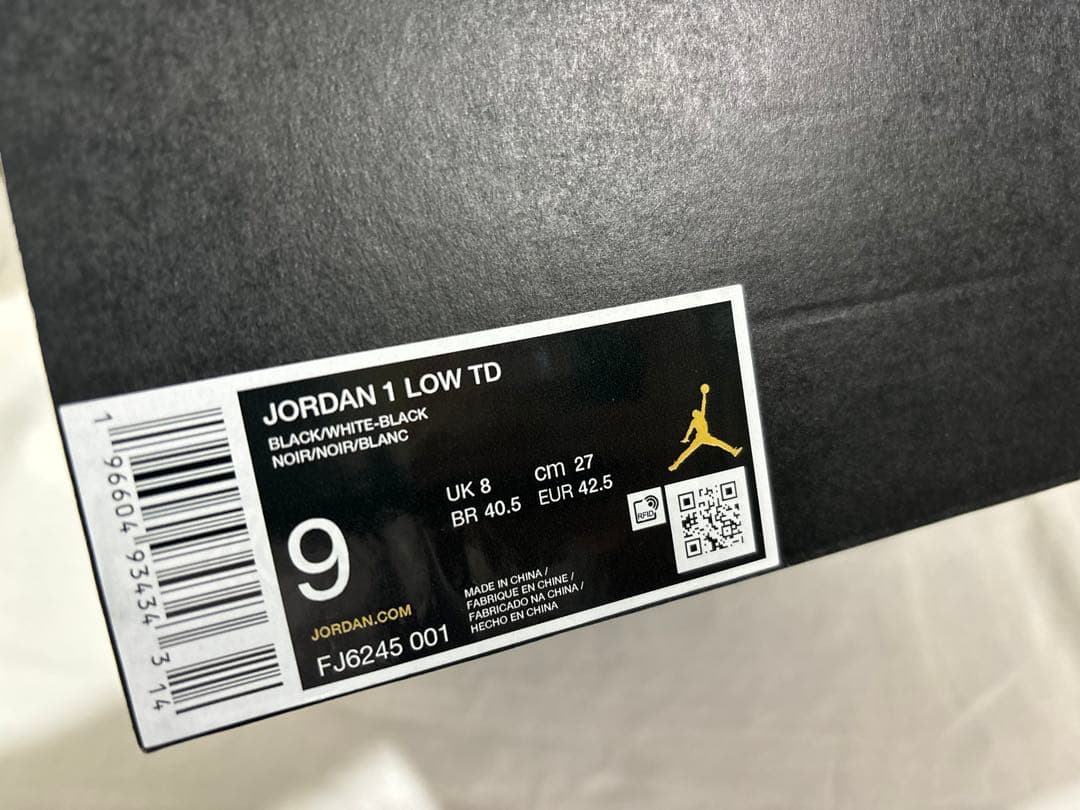 JORDAN 1 LOW TD
BLACK/WHITE-BLACK
NOIR/NOIR/BLANC
UK 8 cm 27
BR 40.5 EUR 42.5
RFID
9
JORDAN.COM
FJ6245 001
MADE IN CHINA /
FABRIQUE EN CHINE /
FABRICADO NA CHINA /
HECHO EN CHINA
1 96604 93434 3 14